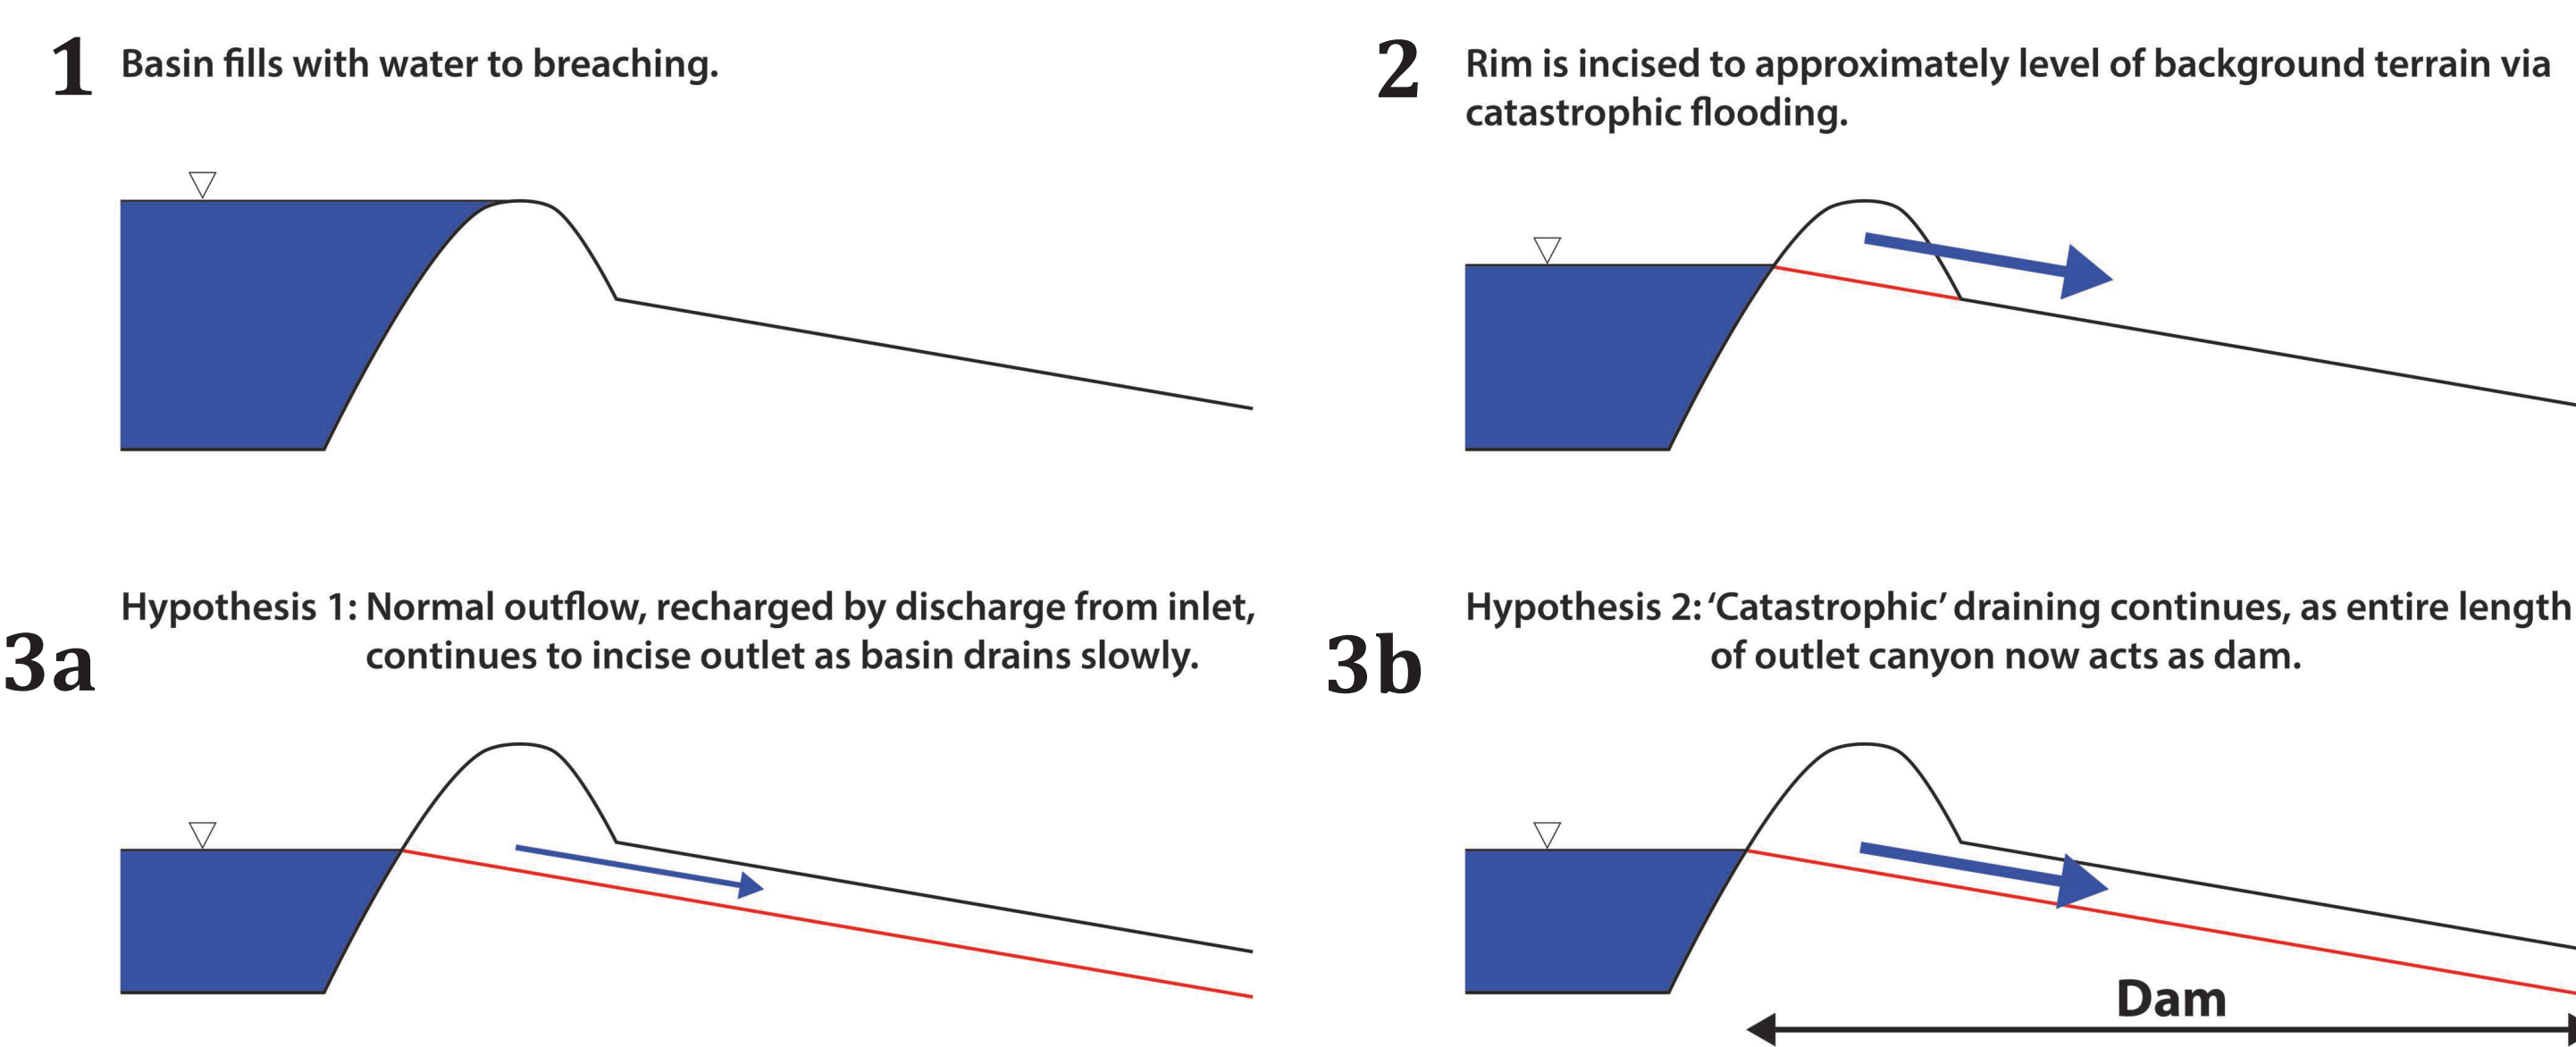 1 Basin fills with water to breaching.
2 Rim is incised to approximately level of background terrain via
catastrophic flooding.
3a Hypothesis 1: Normal outflow, recharged by discharge from inlet,
continues to incise outlet as basin drains slowly.
3b Hypothesis 2: ‘Catastrophic’ draining continues, as entire length
of outlet canyon now acts as dam.
Dam